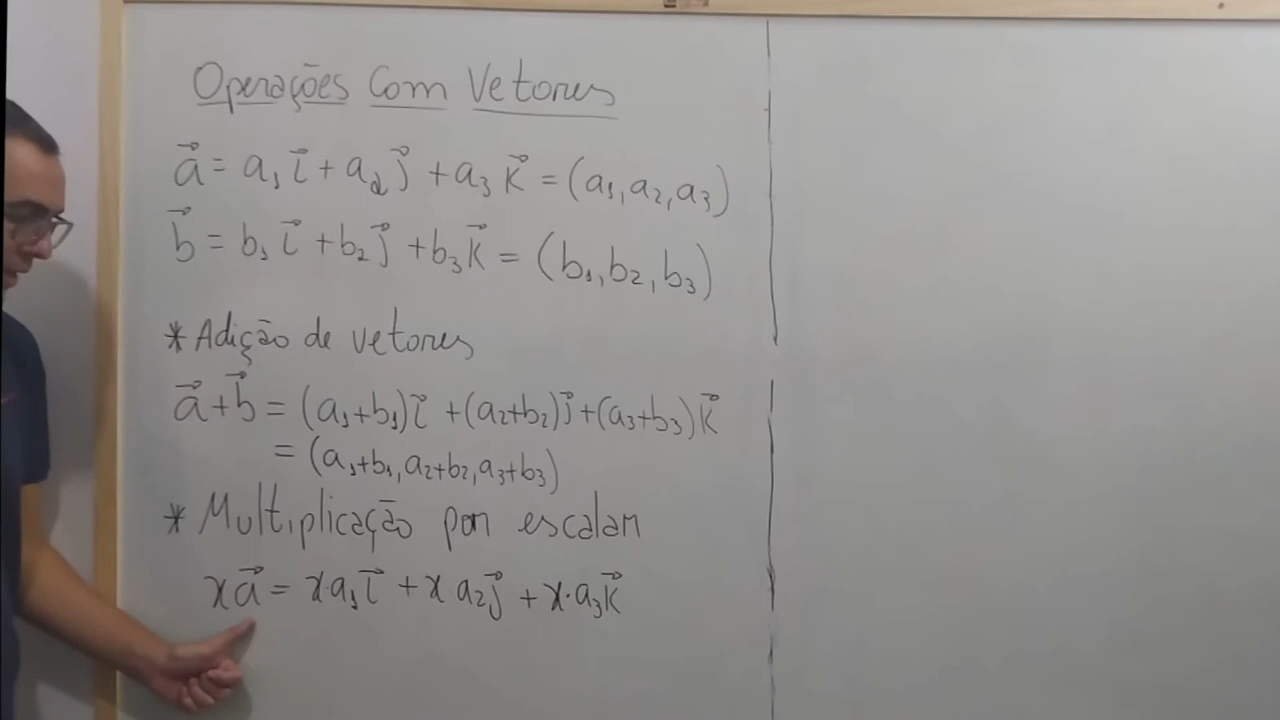 Operações Com Vetores
a⃗ = a₁ i⃗ + a₂ j⃗ + a₃ k⃗ = (a₁, a₂, a₃)
b⃗ = b₁ i⃗ + b₂ j⃗ + b₃ k⃗ = (b₁, b₂, b₃)
* Adição de vetores
a⃗ + b⃗ = (a₁+b₁) i⃗ + (a₂+b₂) j⃗ + (a₃+b₃) k⃗
= (a₁+b₁, a₂+b₂, a₃+b₃)
* Multiplicação por escalar
x a⃗ = x·a₁ i⃗ + x a₂ j⃗ + x·a₃ k⃗